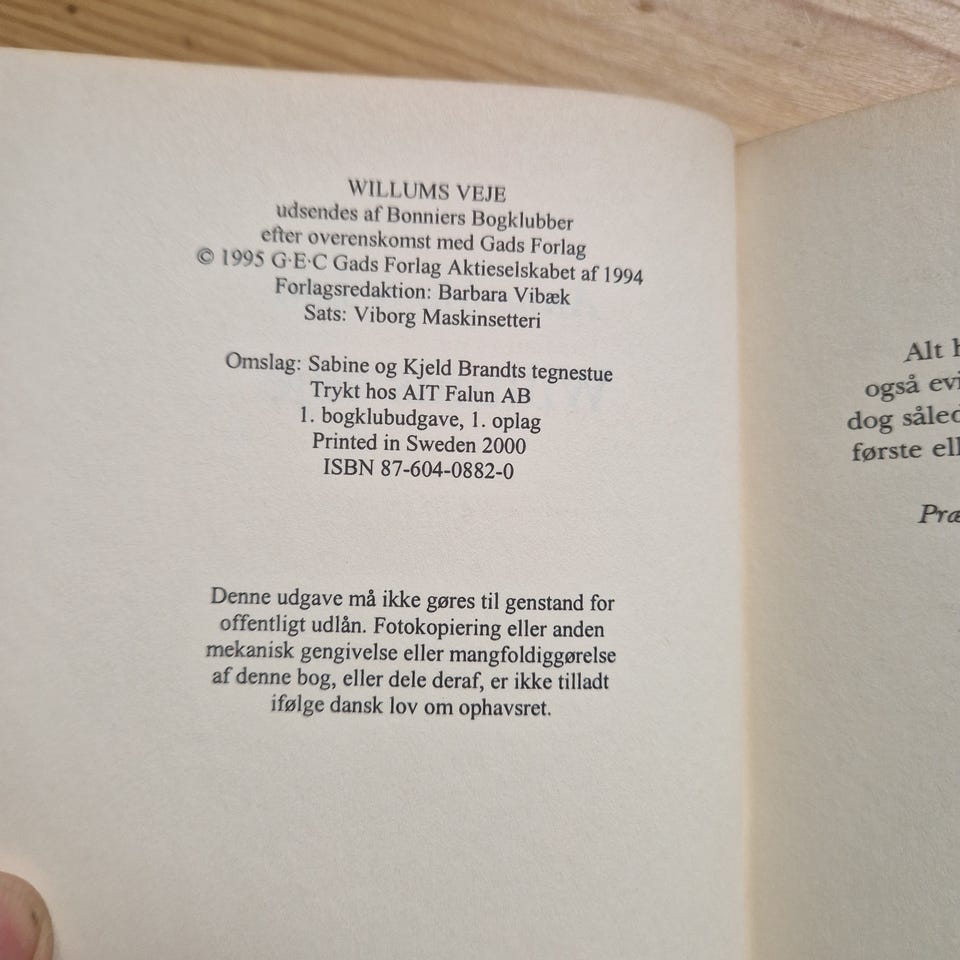 WILLUMS VEJE
udsendes af Bonniers Bogklubber
efter overenskomst med Gads Forlag
© 1995 G·E·C Gads Forlag Aktieselskabet af 1994
Forlagsredaktion: Barbara Vibæk
Sats: Viborg Maskinsetteri
Omslag: Sabine og Kjeld Brandts tegnestue
Trykt hos AIT Falun AB
1. bogklubudgave, 1. oplag
Printed in Sweden 2000
ISBN 87-604-0882-0
Denne udgave må ikke gøres til genstand for
offentligt udlån. Fotokopiering eller anden
mekanisk gengivelse eller mangfoldiggørelse
af denne bog, eller dele deraf, er ikke tilladt
ifølge dansk lov om ophavsret.
Alt
også
dog
første